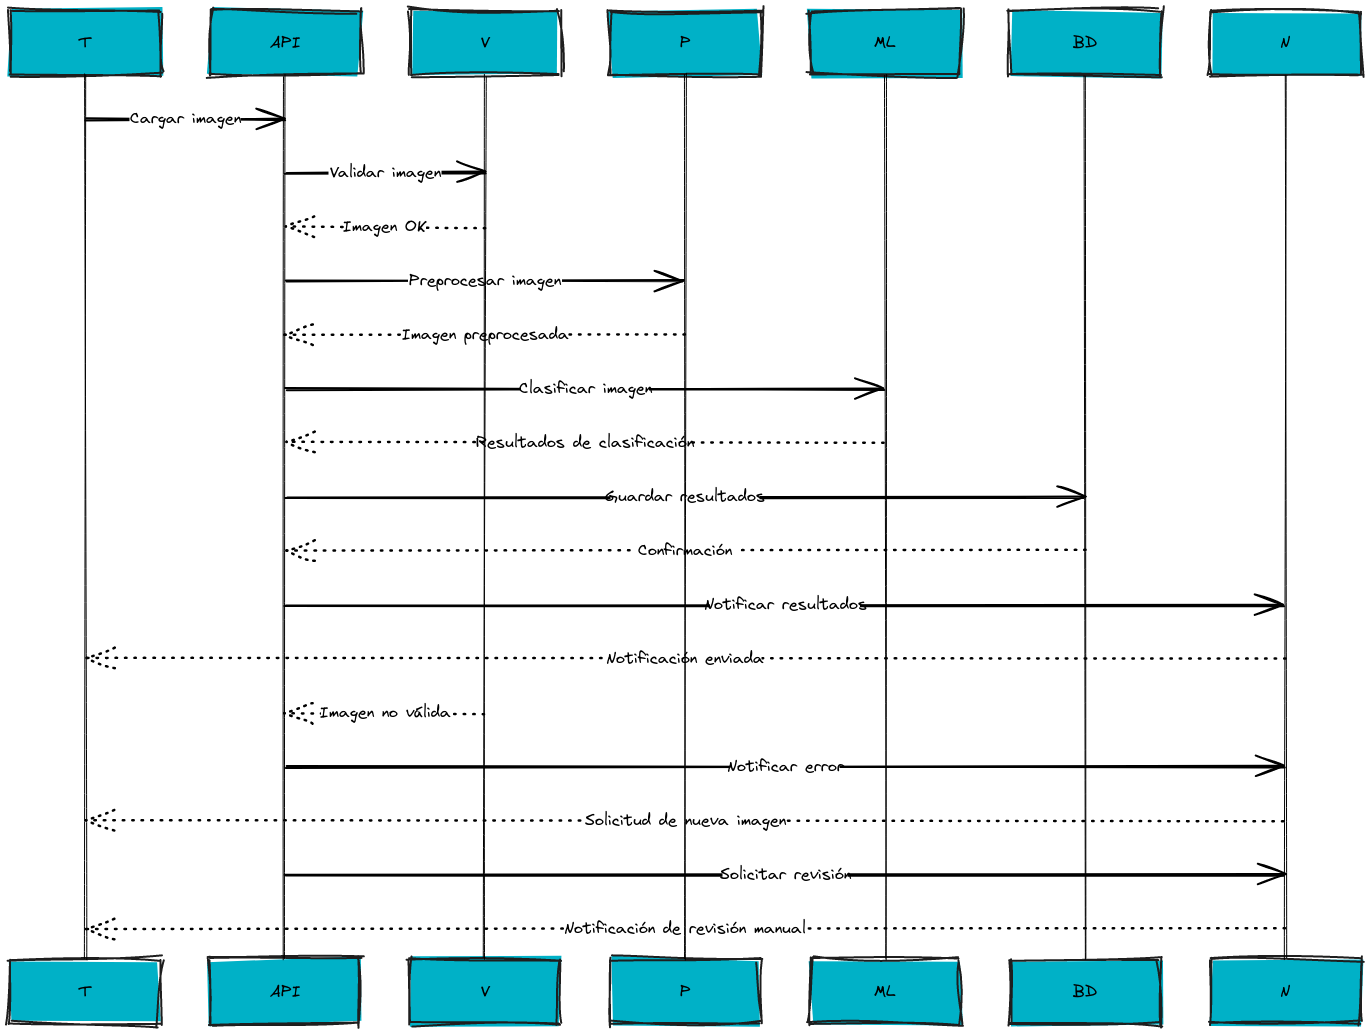 T
API
V
P
ML
BD
N
Cargar imagen
Validar imagen
Imagen OK
Preprocesar imagen
Imagen preprocesada
Clasificar imagen
Resultados de clasificación
Guardar resultados
Confirmación
Notificar resultados
Notificación enviada
Imagen no válida
Notificar error
Solicitud de nueva imagen
Solicitar revisión
Notificación de revisión manual
T
API
V
P
ML
BD
N